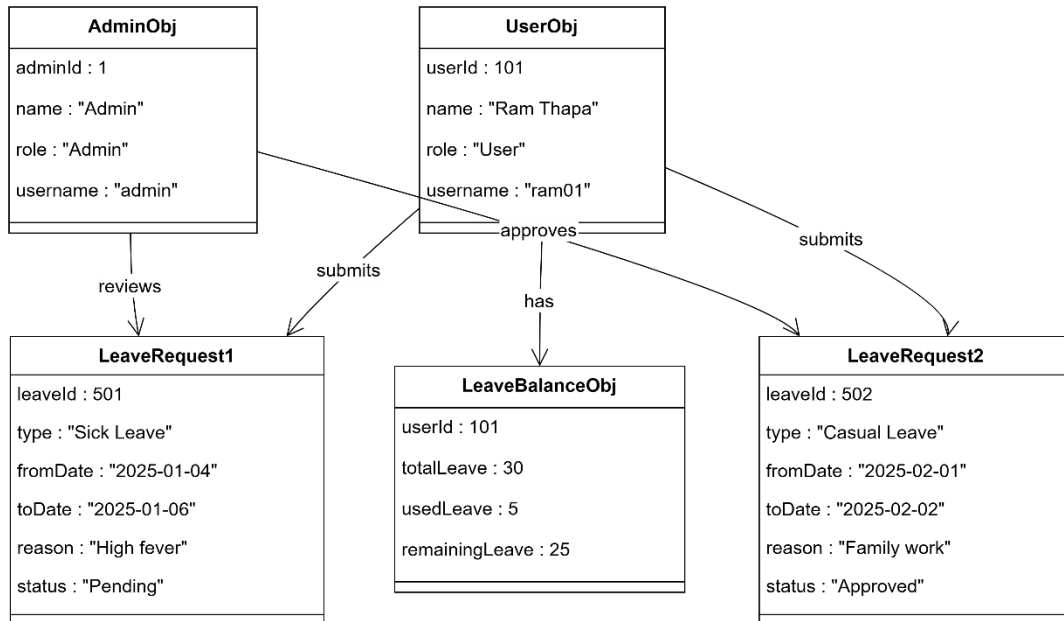 AdminObj
adminId : 1
name : "Admin"
role : "Admin"
username : "admin"
UserObj
userId : 101
name : "Ram Thapa"
role : "User"
username : "ram01"
reviews
submits
approves
has
submits
LeaveRequest1
leaveId : 501
type : "Sick Leave"
fromDate : "2025-01-04"
toDate : "2025-01-06"
reason : "High fever"
status : "Pending"
LeaveBalanceObj
userId : 101
totalLeave : 30
usedLeave : 5
remainingLeave : 25
LeaveRequest2
leaveId : 502
type : "Casual Leave"
fromDate : "2025-02-01"
toDate : "2025-02-02"
reason : "Family work"
status : "Approved"